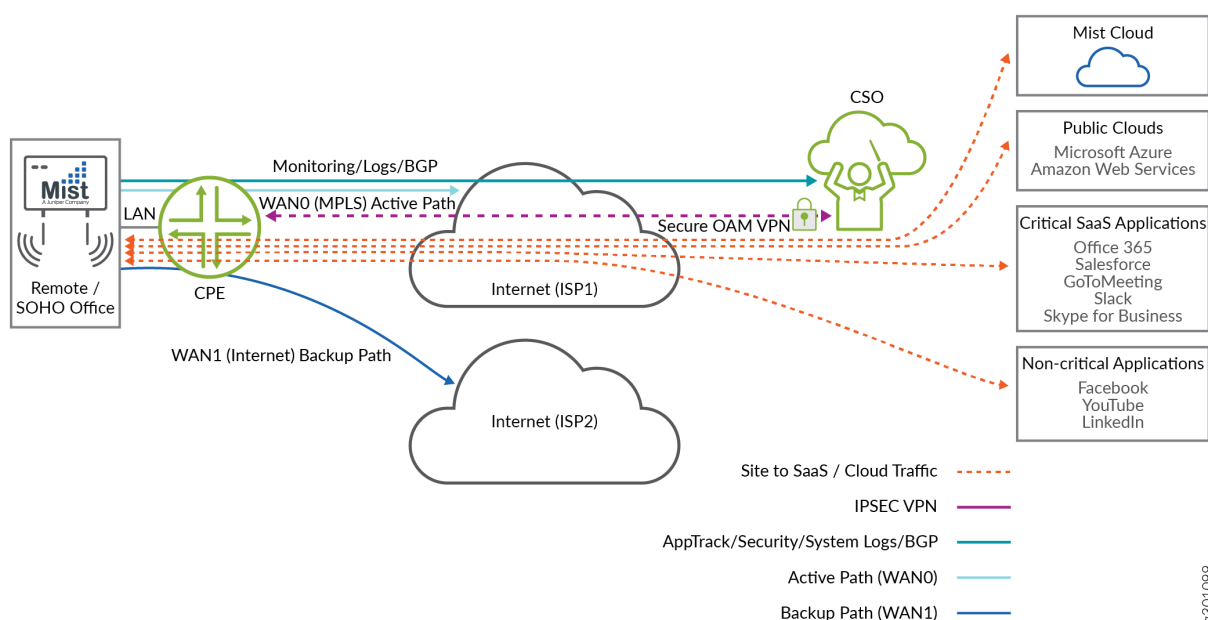 Mist Cloud
CSO
Public Clouds
Microsoft Azure
Amazon Web Services
Monitoring/Logs/BGP
Mist
A Juniper Company
LAN
WAN0 (MPLS) Active Path
Secure OAM VPN
Critical SaaS Applications
Office 365
Salesforce
GoToMeeting
Slack
Skype for Business
Remote /
SOHO Office
CPE
Internet (ISP1)
WAN1 (Internet) Backup Path
Non-critical Applications
Facebook
YouTube
LinkedIn
Internet (ISP2)
Site to SaaS / Cloud Traffic
IPSEC VPN
AppTrack/Security/System Logs/BGP
Active Path (WAN0)
Backup Path (WAN1)